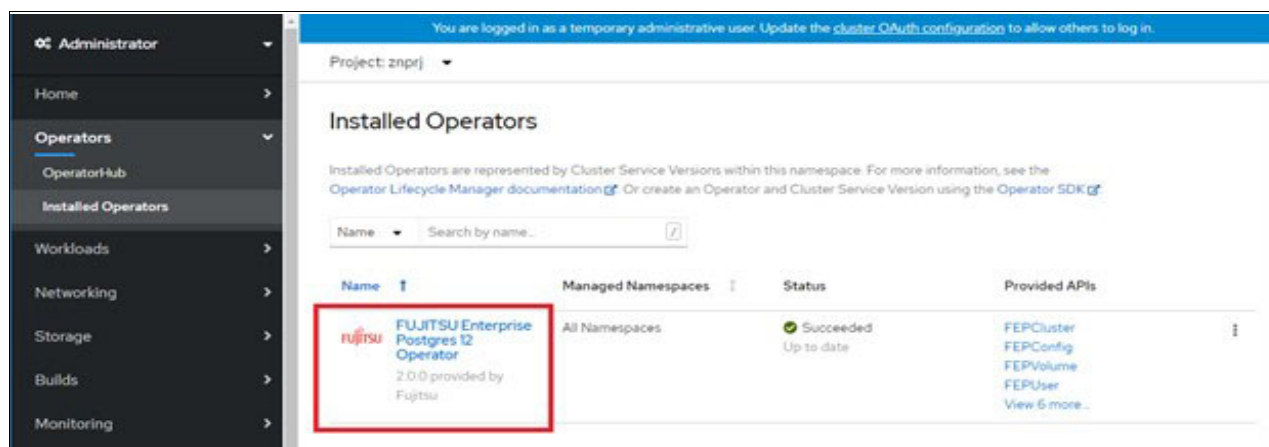 You are logged in as a temporary administrative user. Update the cluster OAuth configuration to allow others to log in.
Administrator
Project: znprj
Home
Operators
OperatorHub
Installed Operators
Workloads
Networking
Storage
Builds
Monitoring
Installed Operators
Installed Operators are represented by Cluster Service Versions within this namespace. For more information, see the
Operator Lifecycle Manager documentation. Or create an Operator and Cluster Service Version using the Operator SDK
Name
Search by name...
/
Name
Managed Namespaces
Status
Provided APIs
FUJITSU
FUJITSU Enterprise
Postgres 12
Operator
2.0.0 provided by
Fujitsu
All Namespaces
Succeeded
Up to date
FEPCluster
FEPConfig
FEPVolume
FEPUser
View 6 more...